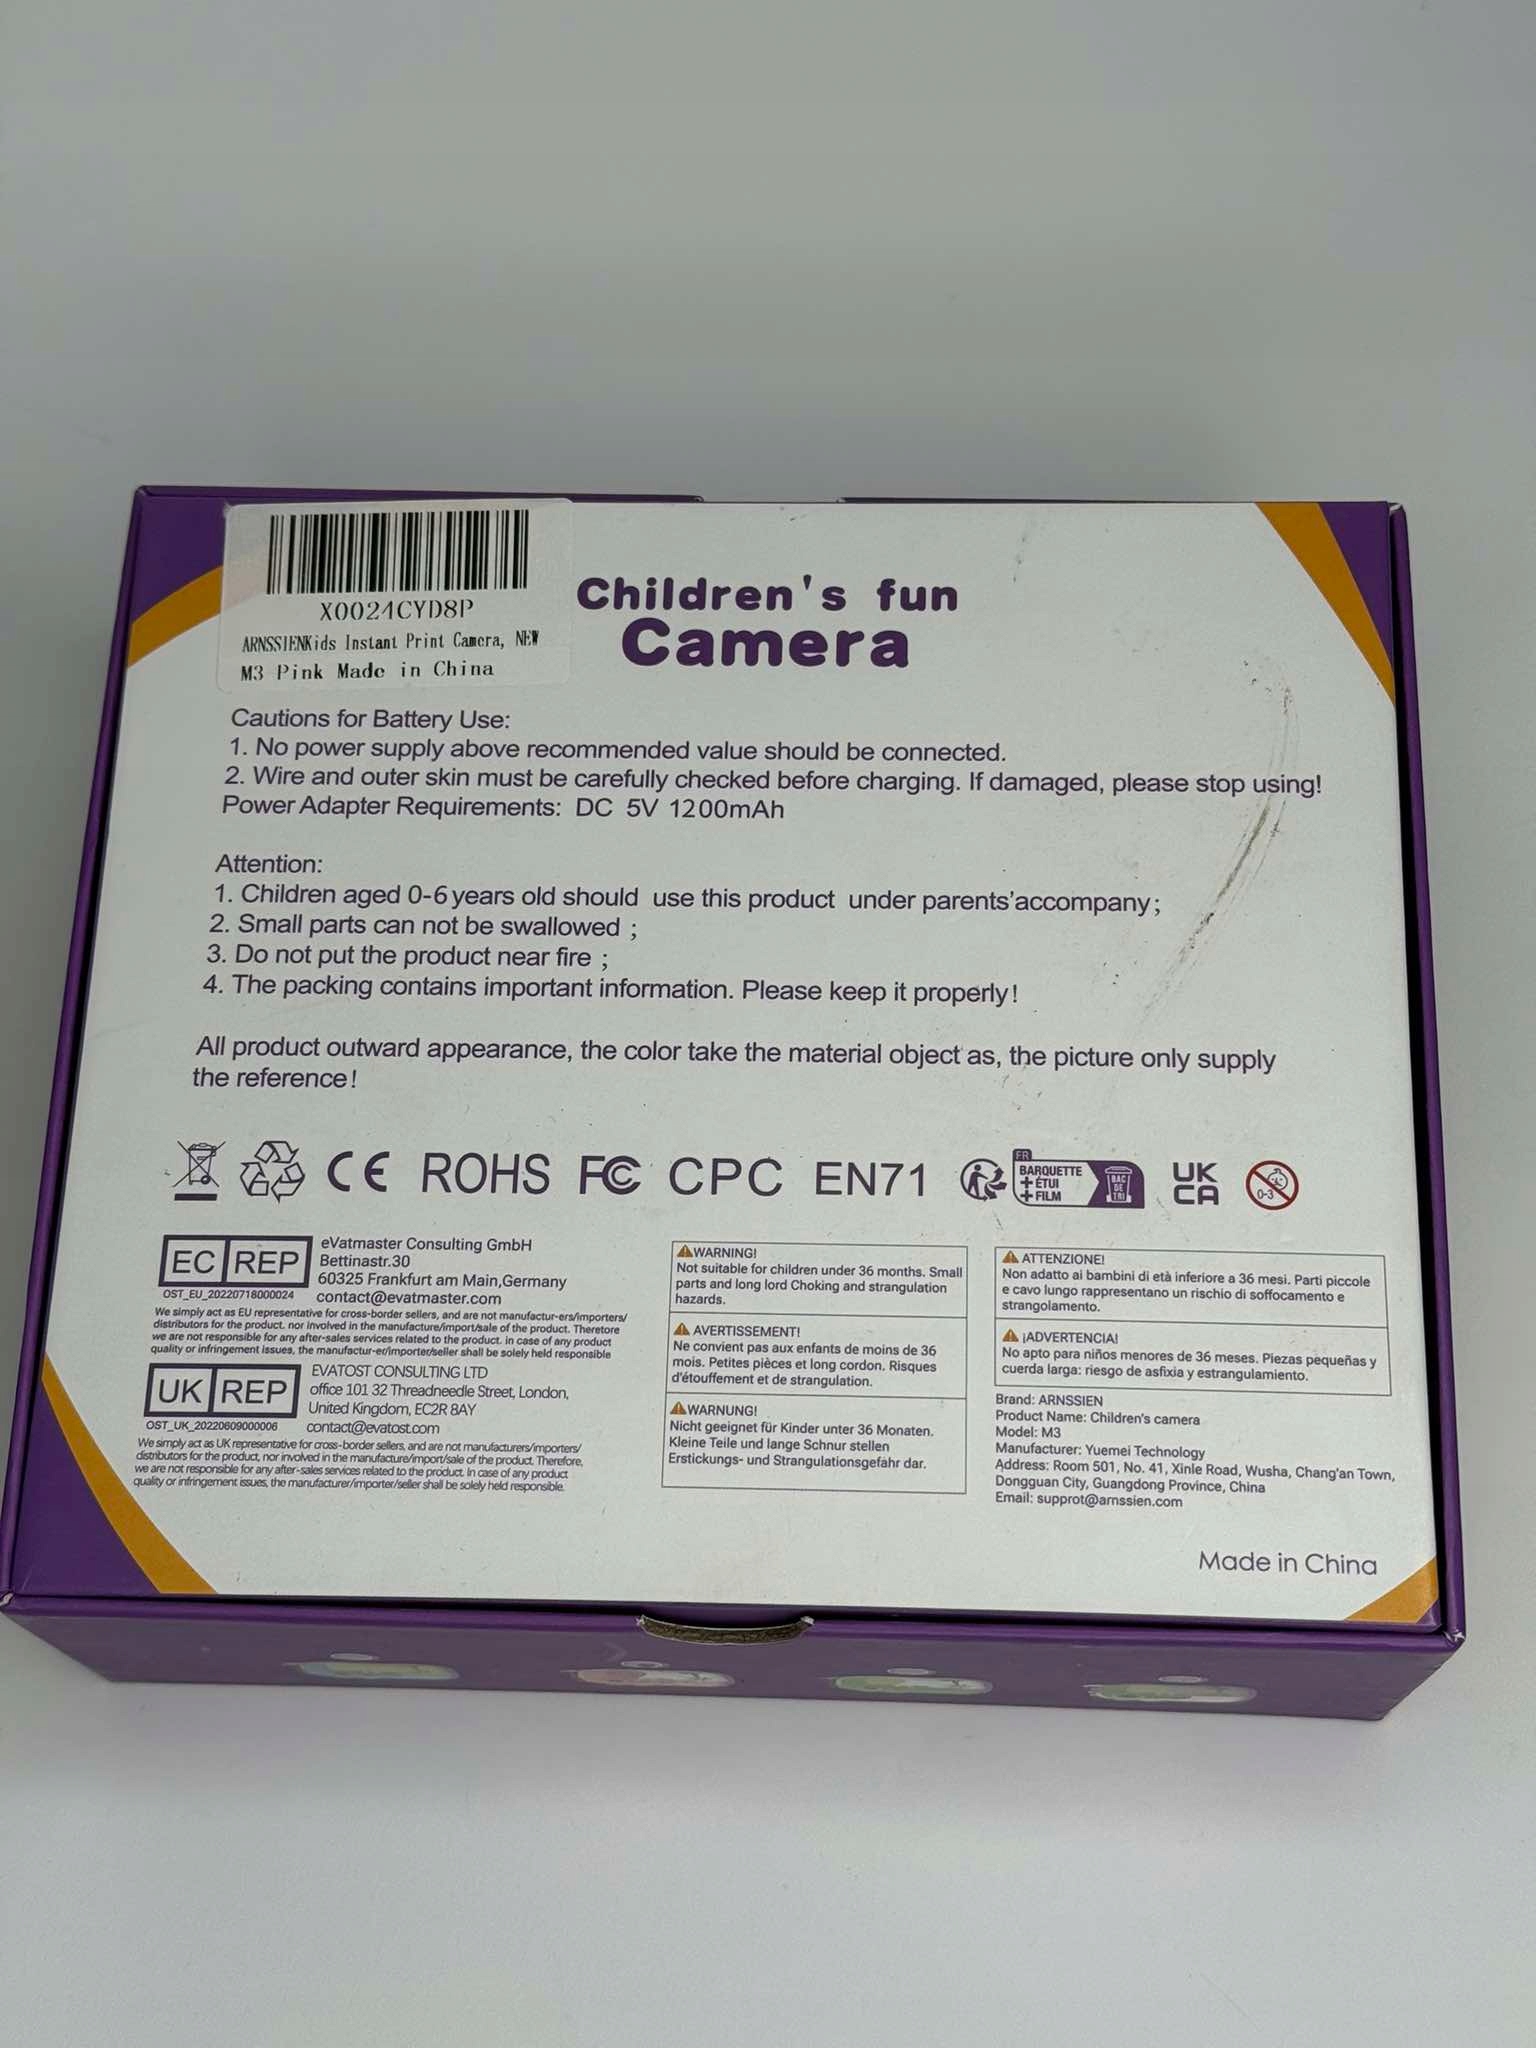 X0024CYD8P
ARNSSIENKids Instant Print Camera, NEW
M3 Pink Made in China
Children's fun
Camera
Cautions for Battery Use:
1. No power supply above recommended value should be connected.
2. Wire and outer skin must be carefully checked before charging. If damaged, please stop using!
Power Adapter Requirements: DC 5V 1200mAh
Attention:
1. Children aged 0-6 years old should use this product under parents'accompany;
2. Small parts can not be swallowed ;
3. Do not put the product near fire ;
4. The packing contains important information. Please keep it properly!
All product outward appearance, the color take the material object as, the picture only supply
the reference!
CE ROHS FC CPC EN71
FR
BARQUETTE
+ ÉTUI
+ FILM
BAC
DE
TRI
UK
CA
0-3
EC REP
OST_EU_20220718000024
eVatmaster Consulting GmbH
Bettinastr.30
60325 Frankfurt am Main,Germany
contact@evatmaster.com
We simply act as EU representative for cross-border sellers, and are not manufactur-ers/importers/
distributors for the product. nor involved in the manufacture/import/sale of the product. Theretore
we are not responsible for any after-sales services related to the product. in case of any product
quality or infringement issues, the manufactur-er/importer/seller shall be solely held responsible
UK REP
OST_UK_20220609000006
EVATOST CONSULTING LTD
office 101 32 Threadneedle Street, London,
United Kingdom, EC2R 8AY
contact@evatost.com
We simply act as UK representative for cross-border sellers, and are not manufacturers/importers/
distributors for the product, nor involved in the manufacture/import/sale of the product. Therefore,
we are not responsible for any after-sales services related to the product. In case of any product
quality or infringement issues, the manufacturer/importer/seller shall be solely held responsible.
WARNING!
Not suitable for children under 36 months. Small
parts and long lord Choking and strangulation
hazards.
AVERTISSEMENT!
Ne convient pas aux enfants de moins de 36
mois. Petites pièces et long cordon. Risques
d'étouffement et de strangulation.
WARNUNG!
Nicht geeignet für Kinder unter 36 Monaten.
Kleine Teile und lange Schnur stellen
Erstickungs- und Strangulationsgefahr dar.
ATTENZIONE!
Non adatto ai bambini di età inferiore a 36 mesi. Parti piccole
e cavo lungo rappresentano un rischio di soffocamento e
strangolamento.
¡ADVERTENCIA!
No apto para niños menores de 36 meses. Piezas pequeñas y
cuerda larga: riesgo de asfixia y estrangulamiento.
Brand: ARNSSIEN
Product Name: Children's camera
Model: M3
Manufacturer: Yuemei Technology
Address: Room 501, No. 41, Xinle Road, Wusha, Chang'an Town,
Dongguan City, Guangdong Province, China
Email: supprot@arnssien.com
Made in China